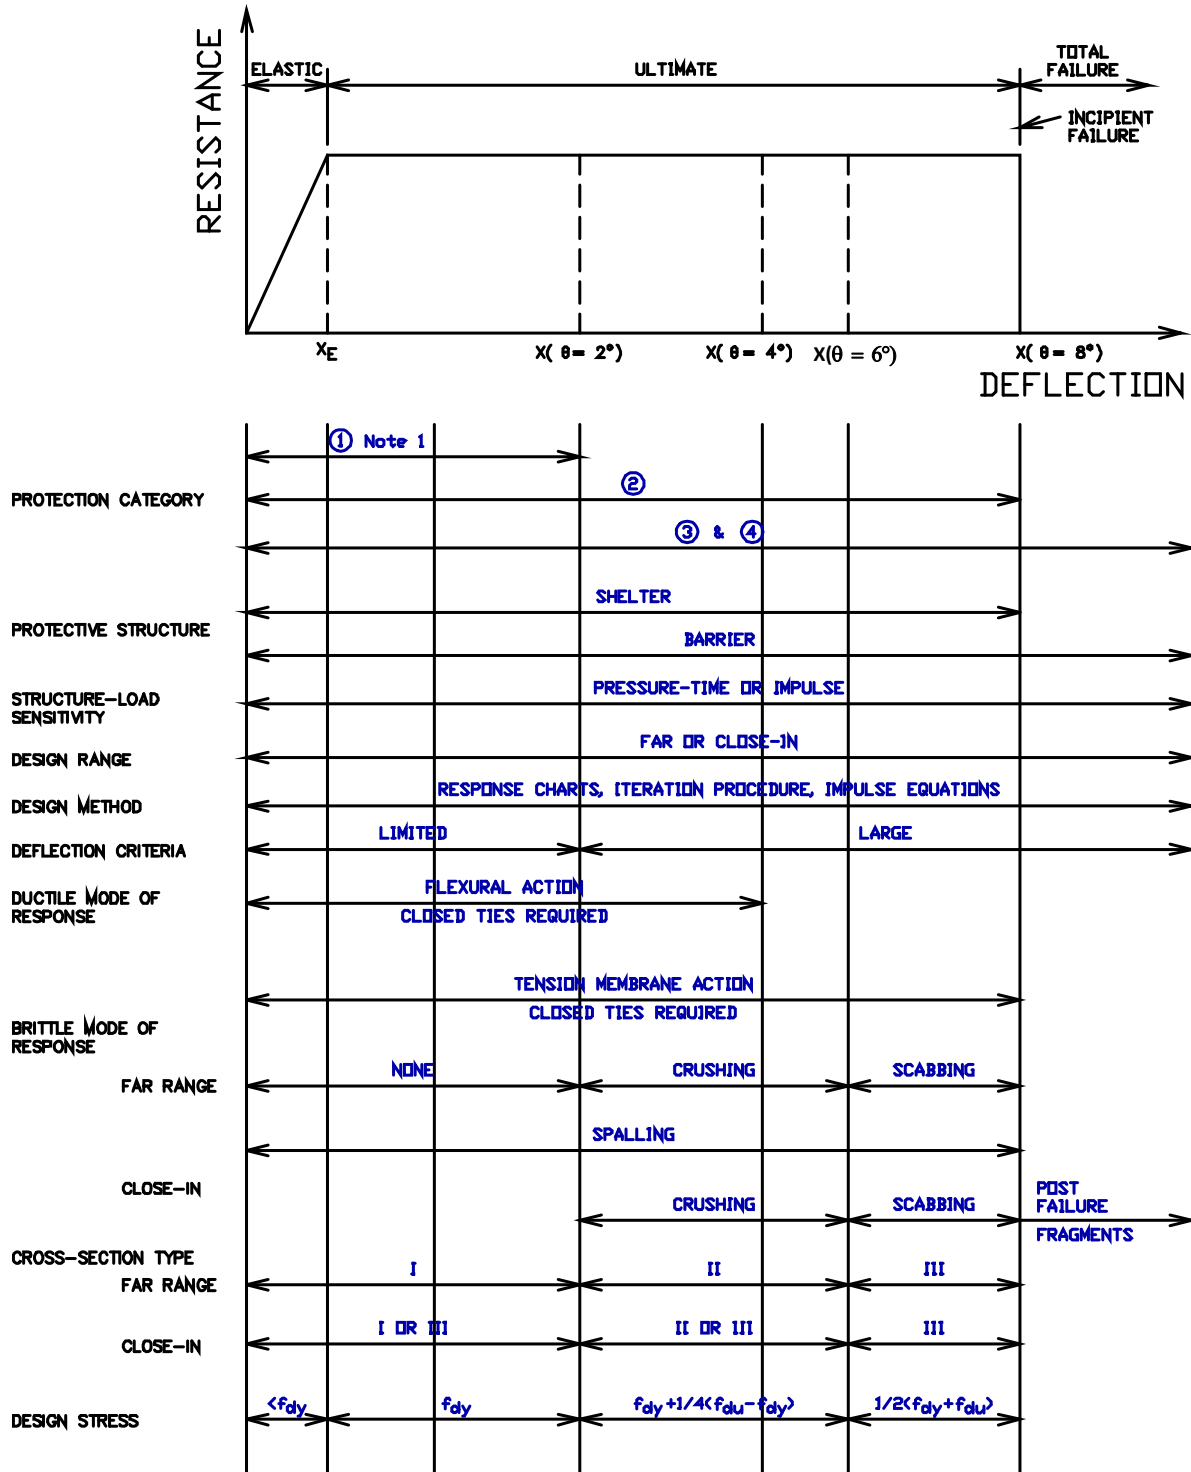 RESISTANCE
ELASTIC
ULTIMATE
TOTAL
FAILURE
INCIPIENT
FAILURE
XE
X( θ = 2°)
X( θ = 4°)
X(θ = 6°)
X( θ = 8°)
DEFLECTION
1 Note 1
PROTECTION CATEGORY
2
3 & 4
PROTECTIVE STRUCTURE
SHELTER
BARRIER
STRUCTURE-LOAD
SENSITIVITY
PRESSURE-TIME OR IMPULSE
DESIGN RANGE
FAR OR CLOSE-IN
DESIGN METHOD
RESPONSE CHARTS, ITERATION PROCEDURE, IMPULSE EQUATIONS
DEFLECTION CRITERIA
LIMITED
LARGE
DUCTILE MODE OF
RESPONSE
FLEXURAL ACTION
CLOSED TIES REQUIRED
TENSION MEMBRANE ACTION
CLOSED TIES REQUIRED
BRITTLE MODE OF
RESPONSE
FAR RANGE
NONE
CRUSHING
SCABBING
SPALLING
CLOSE-IN
CRUSHING
SCABBING
POST
FAILURE
FRAGMENTS
CROSS-SECTION TYPE
FAR RANGE
I
II
III
CLOSE-IN
I OR III
II OR III
III
DESIGN STRESS
<fdy
fdy
fdy+1/4(fdu-fdy)
1/2(fdy+fdu)